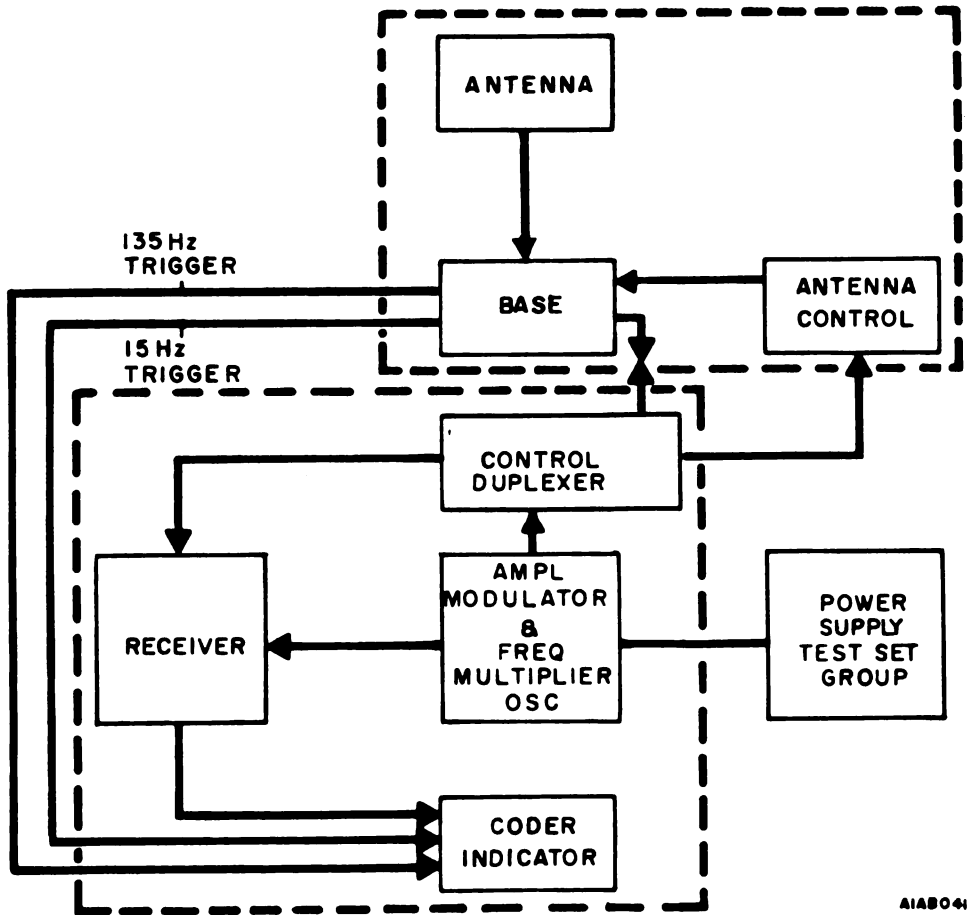 ANTENNA
135 Hz
TRIGGER
BASE
ANTENNA
CONTROL
15 Hz
TRIGGER
CONTROL
DUPLEXER
RECEIVER
AMPL
MODULATOR
&
FREQ
MULTIPLIER
OSC
POWER
SUPPLY
TEST SET
GROUP
CODER
INDICATOR